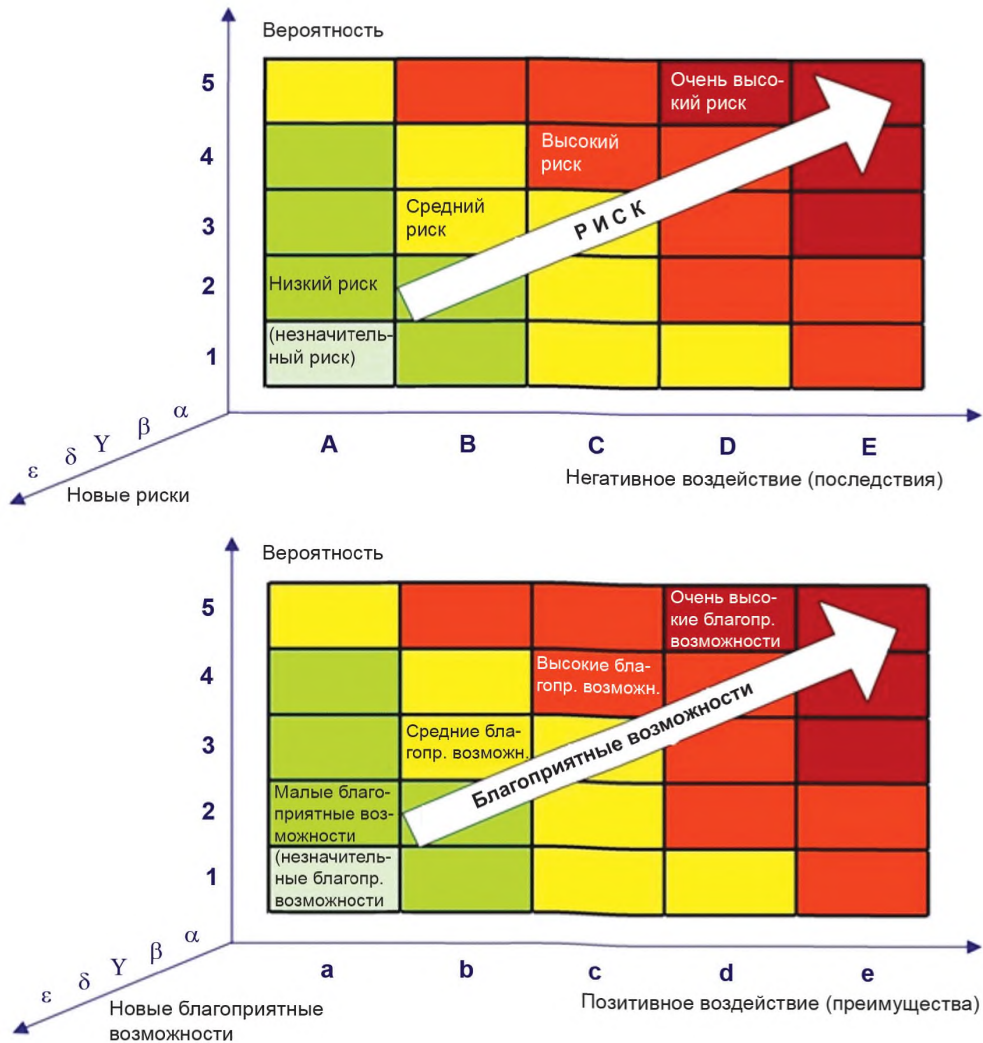 Вероятность
5
Очень высо-
кий риск
4
Высокий
риск
3
Средний
риск
РИСК
2
Низкий риск
1
(незначитель-
ный риск)
α
β
Υ
δ
ε
A
B
C
D
E
Новые риски
Негативное воздействие (последствия)
Вероятность
5
Очень высо-
кие благопр.
возможности
4
Высокие бла-
гопр. возможн.
3
Средние бла-
гопр. возможн.
Благоприятные возможности
2
Малые благо-
приятные воз-
можности
1
(незначитель-
ные благопр.
возможности
α
β
Υ
δ
ε
a
b
c
d
e
Новые благоприятные
возможности
Позитивное воздействие (преимущества)